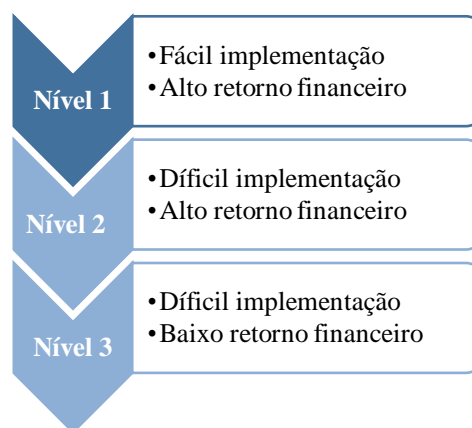 Nível 1
•Fácil implementação
•Alto retorno financeiro
Nível 2
•Díficil implementação
•Alto retorno financeiro
Nível 3
•Díficil implementação
•Baixo retorno financeiro